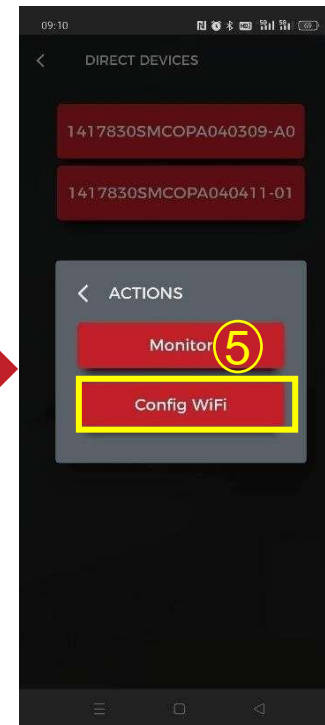 09:10
DIRECT DEVICES
1417830SMCOPA040309-A0
1417830SMCOPA040411-01
ACTIONS
Monitor
5
Config WiFi